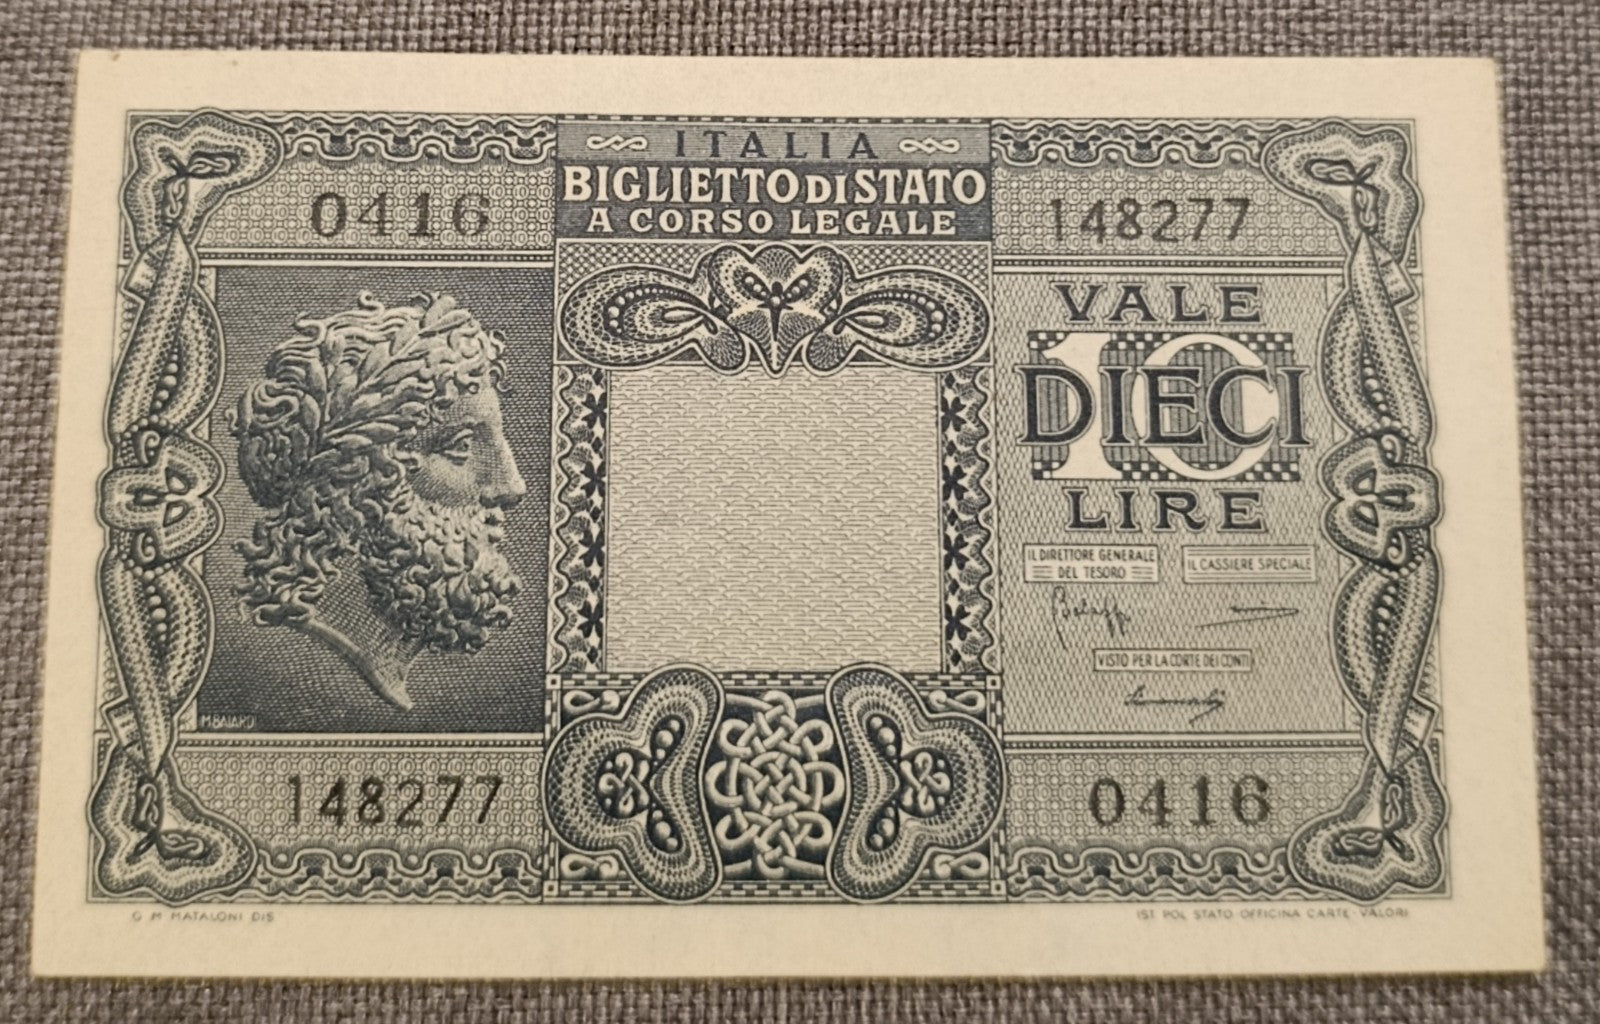 ITALIA
BIGLIETTO DI STATO
A CORSO LEGALE
0416
148277
VALE
10
DIECI
LIRE
IL DIRETTORE GENERALE
DEL TESORO
IL CASSIERE SPECIALE
VISTO PER LA CORTE DEI CONTI
M.BAIARDI
148277
0416
G M MATALONI DIS
IST POL STATO OFFICINA CARTE-VALORI